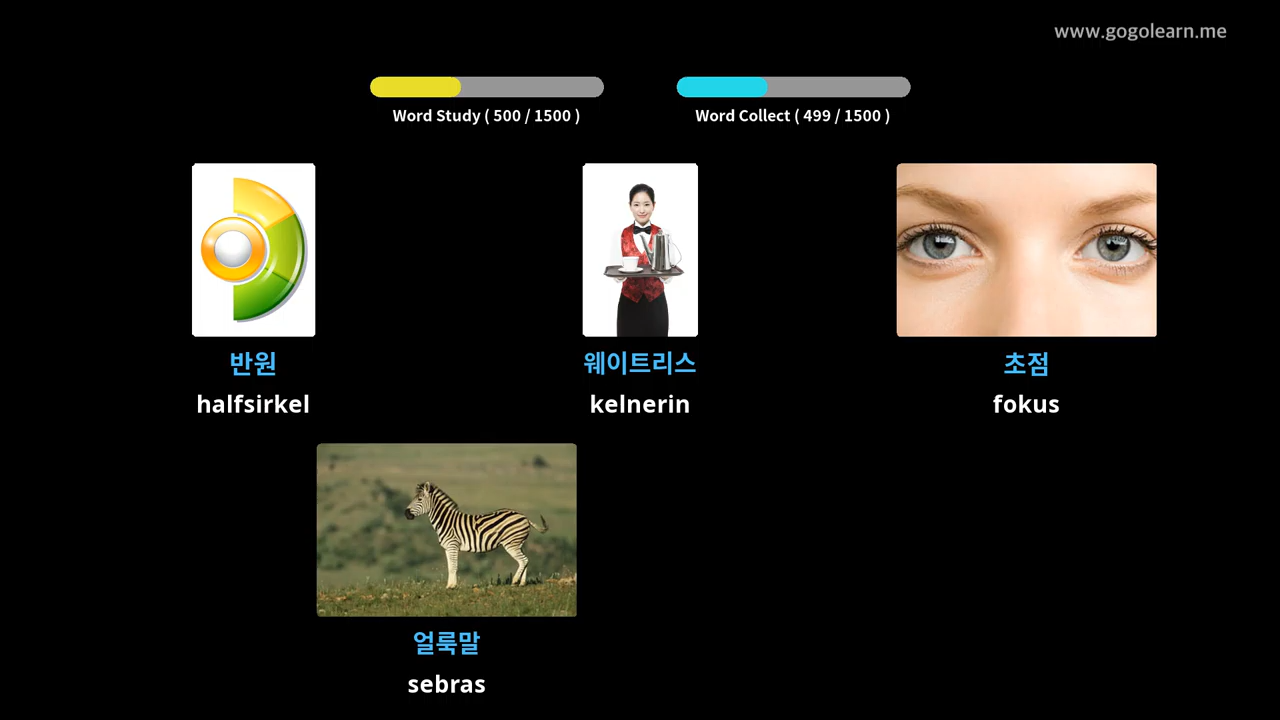 www.gogolearn.me
Word Study ( 500 / 1500 )
Word Collect ( 499 / 1500 )
반원
halfsirkel
웨이트리스
kelnerin
초점
fokus
얼룩말
sebras